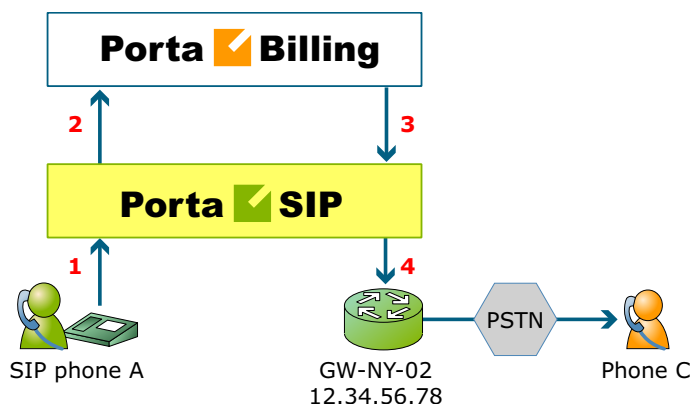 Porta Billing
2
3
Porta SIP
1
4
PSTN
SIP phone A
GW-NY-02
12.34.56.78
Phone C